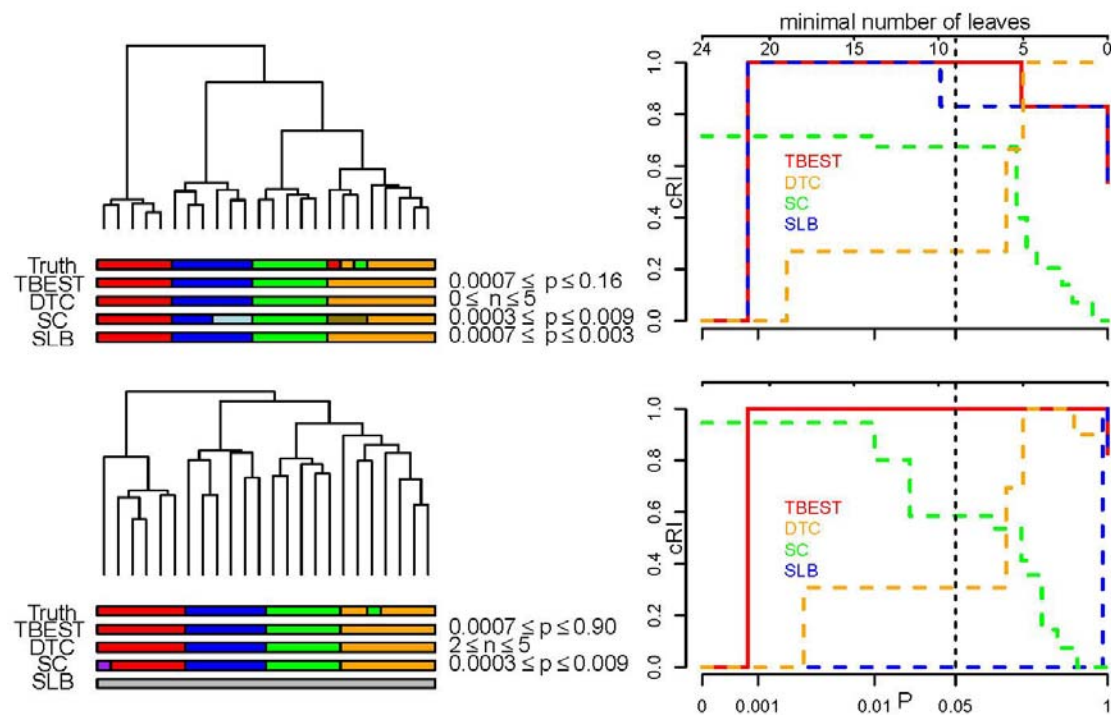 Truth
TBEST 0.0007 ≤ p ≤ 0.16
DTC 0 ≤ n ≤ 5
SC 0.0003 ≤ p ≤ 0.009
SLB 0.0007 ≤ p ≤ 0.003
minimal number of leaves
24 20 15 10 5 0
1.0
0.8
0.6
0.4
0.2
0.0
cRI
TBEST
DTC
SC
SLB
Truth
TBEST 0.0007 ≤ p ≤ 0.90
DTC 2 ≤ n ≤ 5
SC 0.0003 ≤ p ≤ 0.009
SLB
1.0
0.8
0.6
0.4
0.2
0.0
cRI
TBEST
DTC
SC
SLB
0 0.001 0.01 0.05 1
P